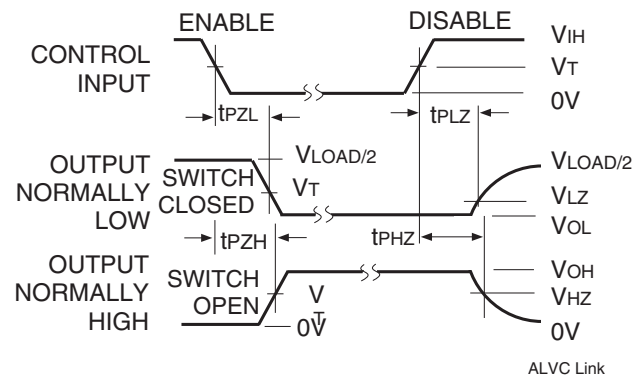 ENABLE DISABLE
CONTROL INPUT
VIH
VT
0V
tPZL
tPLZ
OUTPUT NORMALLY LOW
SWITCH CLOSED
VLOAD/2
VT
VLOAD/2
VLZ
VOL
tPZH
tPHZ
OUTPUT NORMALLY HIGH
SWITCH OPEN
VT
0V
VOH
VHZ
0V
ALVC Link